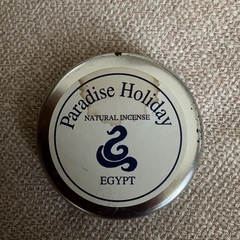 Paradise Holiday
NATURAL INCENSE
EGYPT